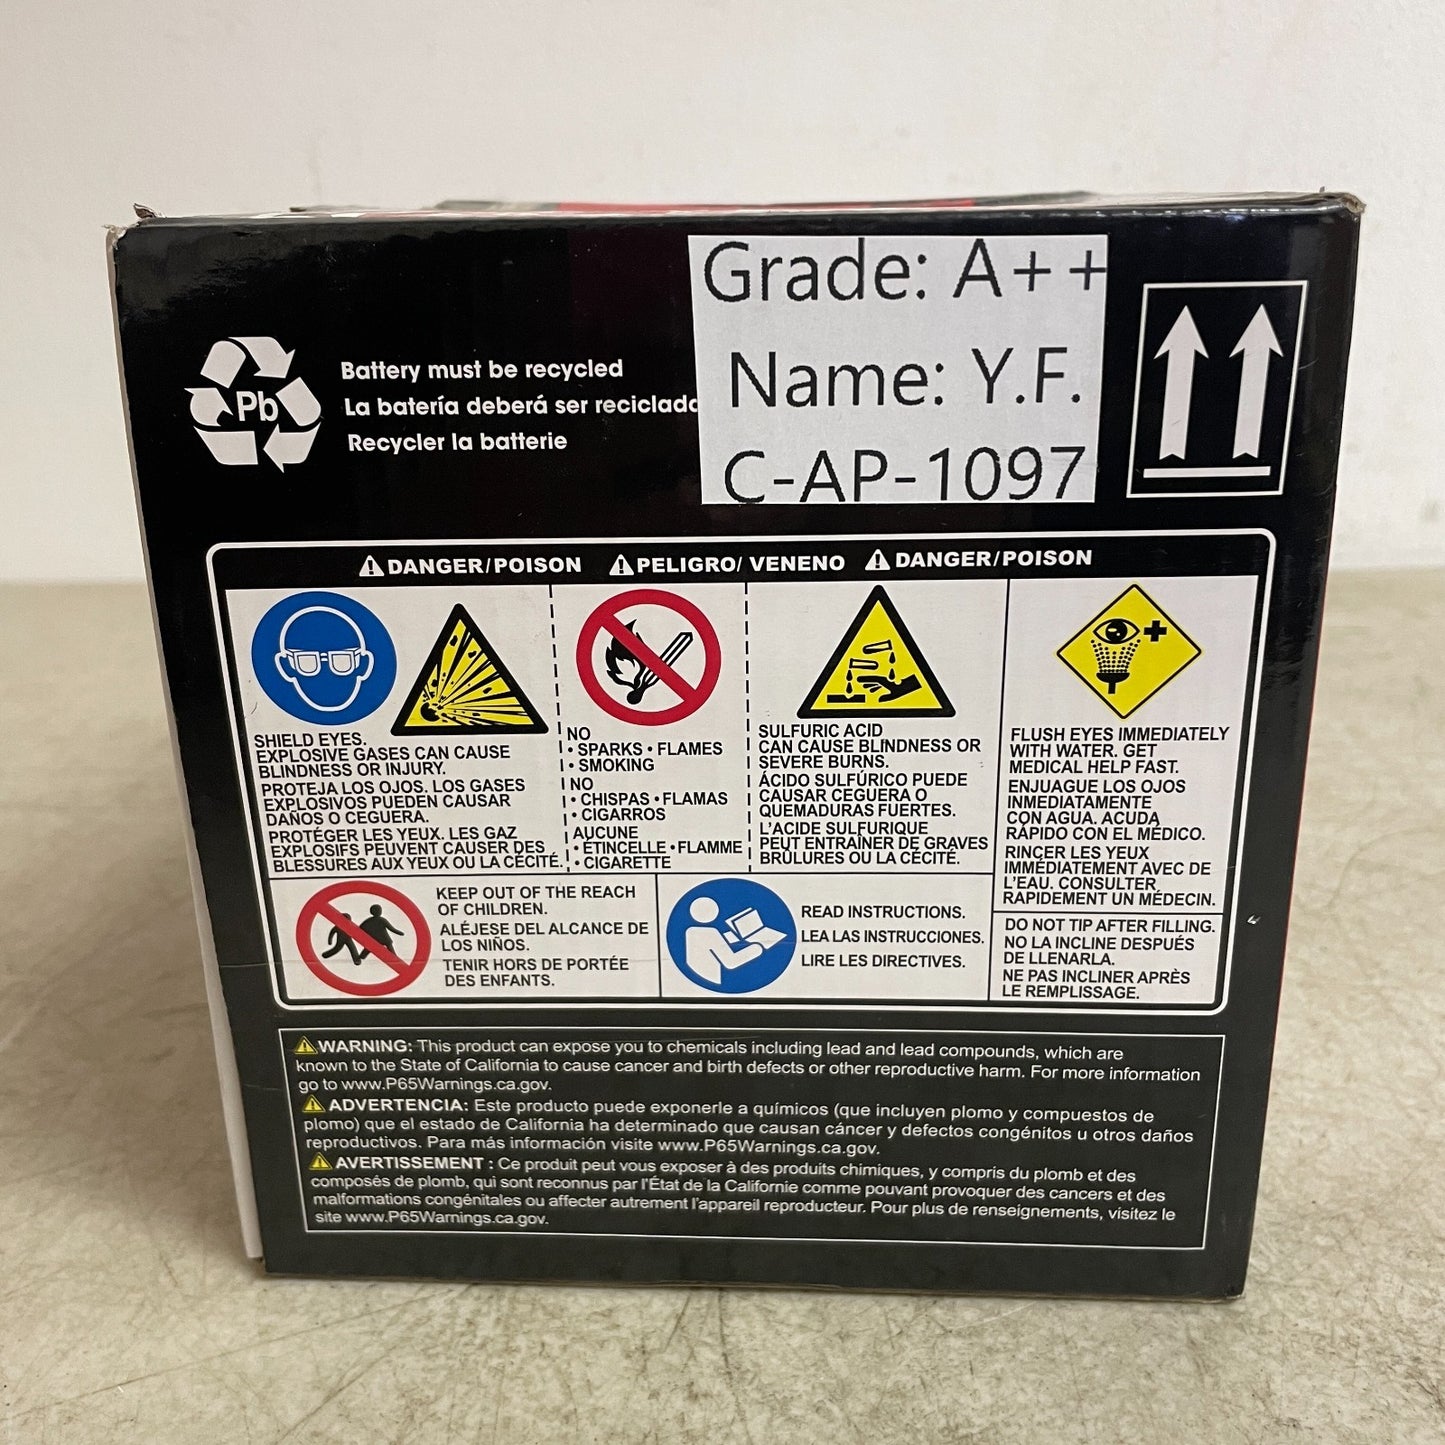 Grade: A++
Name: Y.F.
C-AP-1097
Pb
Battery must be recycled
La batería deberá ser reciclada
Recycler la batterie
DANGER/POISON PELIGRO/ VENENO DANGER/POISON
SHIELD EYES.
EXPLOSIVE GASES CAN CAUSE
BLINDNESS OR INJURY.
PROTEJA LOS OJOS. LOS GASES
EXPLOSIVOS PUEDEN CAUSAR
DAÑOS O CEGUERA.
PROTÉGER LES YEUX. LES GAZ
EXPLOSIFS PEUVENT CAUSER DES
BLESSURES AUX YEUX OU LA CÉCITÉ.
NO
• SPARKS • FLAMES
• SMOKING
NO
• CHISPAS • FLAMAS
• CIGARROS
AUCUNE
• ÉTINCELLE • FLAMME
• CIGARETTE
SULFURIC ACID
CAN CAUSE BLINDNESS OR
SEVERE BURNS.
ÁCIDO SULFÚRICO PUEDE
CAUSAR CEGUERA O
QUEMADURAS FUERTES.
L'ACIDE SULFURIQUE
PEUT ENTRAÎNER DE GRAVES
BRÛLURES OU LA CÉCITÉ.
FLUSH EYES IMMEDIATELY
WITH WATER. GET
MEDICAL HELP FAST.
ENJUAGUE LOS OJOS
INMEDIATAMENTE
CON AGUA. ACUDA
RÁPIDO CON EL MÉDICO.
RINCER LES YEUX
IMMÉDIATEMENT AVEC DE
L'EAU. CONSULTER
RAPIDEMENT UN MÉDECIN.
KEEP OUT OF THE REACH
OF CHILDREN.
ALÉJESE DEL ALCANCE DE
LOS NIÑOS.
TENIR HORS DE PORTÉE
DES ENFANTS.
READ INSTRUCTIONS.
LEA LAS INSTRUCCIONES.
LIRE LES DIRECTIVES.
DO NOT TIP AFTER FILLING.
NO LA INCLINE DESPUÉS
DE LLENARLA.
NE PAS INCLINER APRÈS
LE REMPLISSAGE.
WARNING: This product can expose you to chemicals including lead and lead compounds, which are
known to the State of California to cause cancer and birth defects or other reproductive harm. For more information
go to www.P65Warnings.ca.gov.
ADVERTENCIA: Este producto puede exponerle a químicos (que incluyen plomo y compuestos de
plomo) que el estado de California ha determinado que causan cáncer y defectos congénitos u otros daños
reproductivos. Para más información visite www.P65Warnings.ca.gov.
AVERTISSEMENT : Ce produit peut vous exposer à des produits chimiques, y compris du plomb et des
composés de plomb, qui sont reconnus par l'État de la Californie comme pouvant provoquer des cancers et des
malformations congénitales ou affecter autrement l'appareil reproducteur. Pour plus de renseignements, visitez le
site www.P65Warnings.ca.gov.